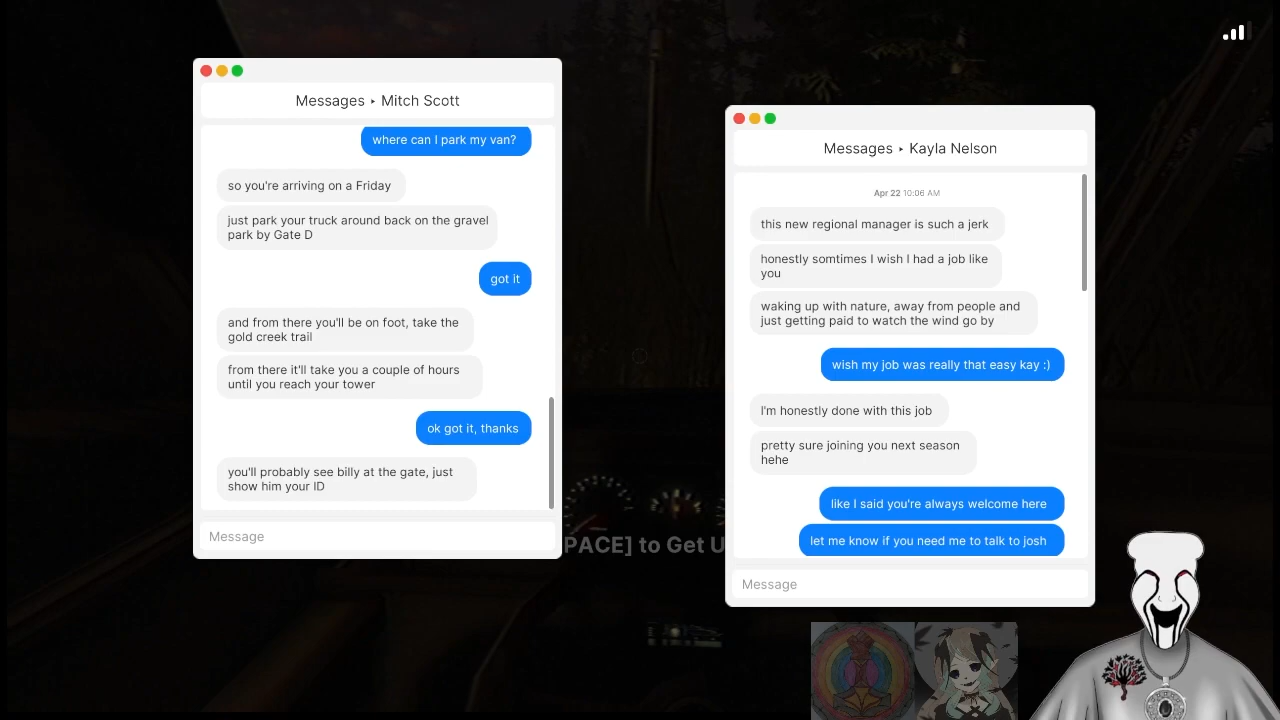 Messages ‣ Mitch Scott
where can I park my van?
so you're arriving on a Friday
just park your truck around back on the gravel
park by Gate D
got it
and from there you'll be on foot, take the
gold creek trail
from there it'll take you a couple of hours
until you reach your tower
ok got it, thanks
you'll probably see billy at the gate, just
show him your ID
Message
PACE] to Get U
Messages ‣ Kayla Nelson
Apr 22 10:06 AM
this new regional manager is such a jerk
honestly somtimes I wish I had a job like
you
waking up with nature, away from people and
just getting paid to watch the wind go by
wish my job was really that easy kay :)
I'm honestly done with this job
pretty sure joining you next season
hehe
like I said you're always welcome here
let me know if you need me to talk to josh
Message